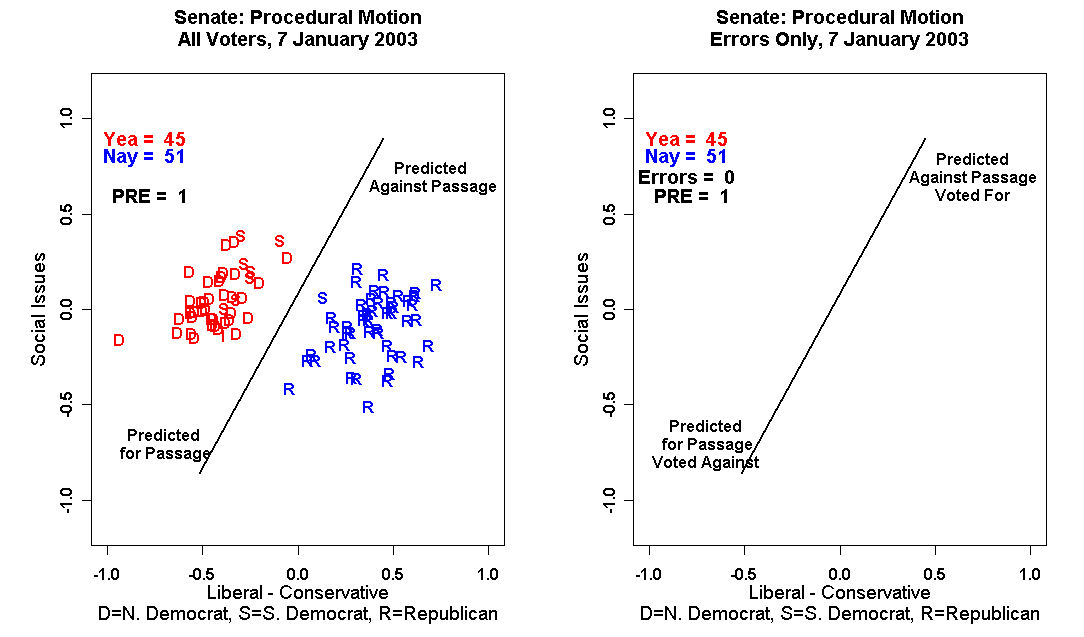 Senate: Procedural Motion
All Voters, 7 January 2003
Yea = 45
Nay = 51
PRE = 1
Predicted
Against Passage
Predicted
for Passage
Social Issues
1.0
0.5
0.0
-0.5
-1.0
-1.0 -0.5 0.0 0.5 1.0
Liberal - Conservative
D=N. Democrat, S=S. Democrat, R=Republican
Senate: Procedural Motion
Errors Only, 7 January 2003
Yea = 45
Nay = 51
Errors = 0
PRE = 1
Predicted
Against Passage
Voted For
Predicted
for Passage
Voted Against
Social Issues
1.0
0.5
0.0
-0.5
-1.0
-1.0 -0.5 0.0 0.5 1.0
Liberal - Conservative
D=N. Democrat, S=S. Democrat, R=Republican